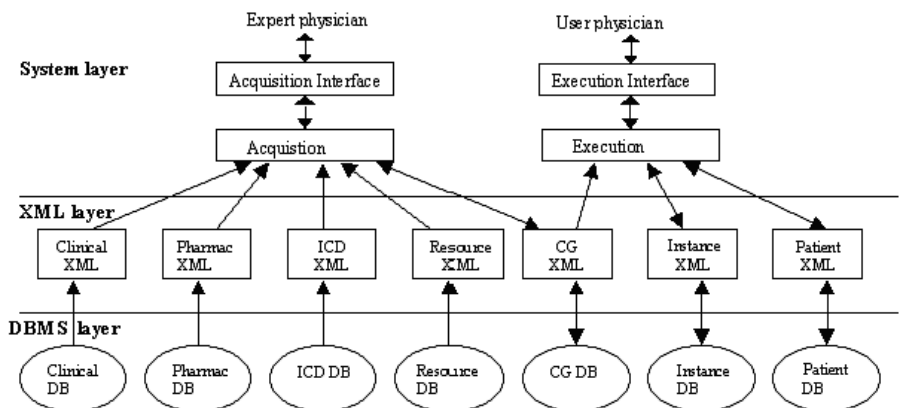 Expert physician
User physician
System layer
Acquisition Interface
Execution Interface
Acquistion
Execution
XML layer
Clinical
XML
Pharmac
XML
ICD
XML
Resource
XML
CG
XML
Instance
XML
Patient
XML
DBMS layer
Clinical
DB
Pharmac
DB
ICD DB
Resource
DB
CG DB
Instance
DB
Patient
DB